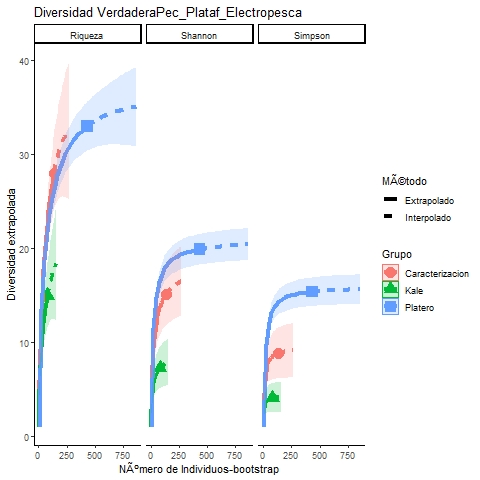 Diversidad VerdaderaPec_Plataf_Electropesca
Riqueza
Shannon
Simpson
Diversidad extrapolada
40
30
20
10
0
0 250 500 750
0 250 500 750
0 250 500 750
NÃºmero de Individuos-bootstrap
MÃ©todo
Extrapolado
Interpolado
Grupo
Caracterizacion
Kale
Platero